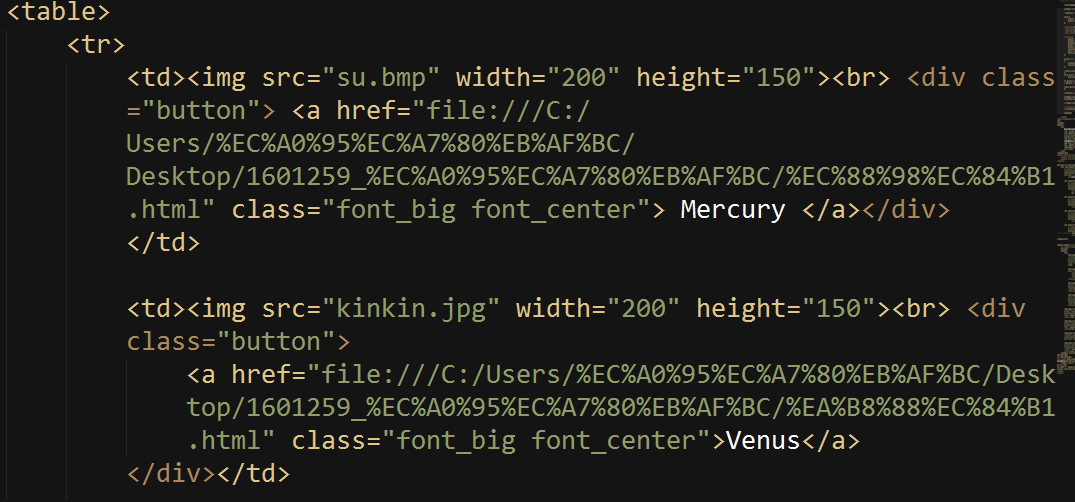 <table>
<tr>
<td><img src="su.bmp" width="200" height="150"><br> <div class
="button"> <a href="file:///C:/
Users/%EC%A0%95%EC%A7%80%EB%AF%BC/
Desktop/1601259_%EC%A0%95%EC%A7%80%EB%AF%BC/%EC%88%98%EC%84%B1
.html" class="font_big font_center"> Mercury </a></div>
</td>
<td><img src="kinkin.jpg" width="200" height="150"><br> <div
class="button">
<a href="file:///C:/Users/%EC%A0%95%EC%A7%80%EB%AF%BC/Desk
top/1601259_%EC%A0%95%EC%A7%80%EB%AF%BC/%EA%B8%88%EC%84%B1
.html" class="font_big font_center">Venus</a>
</div></td>